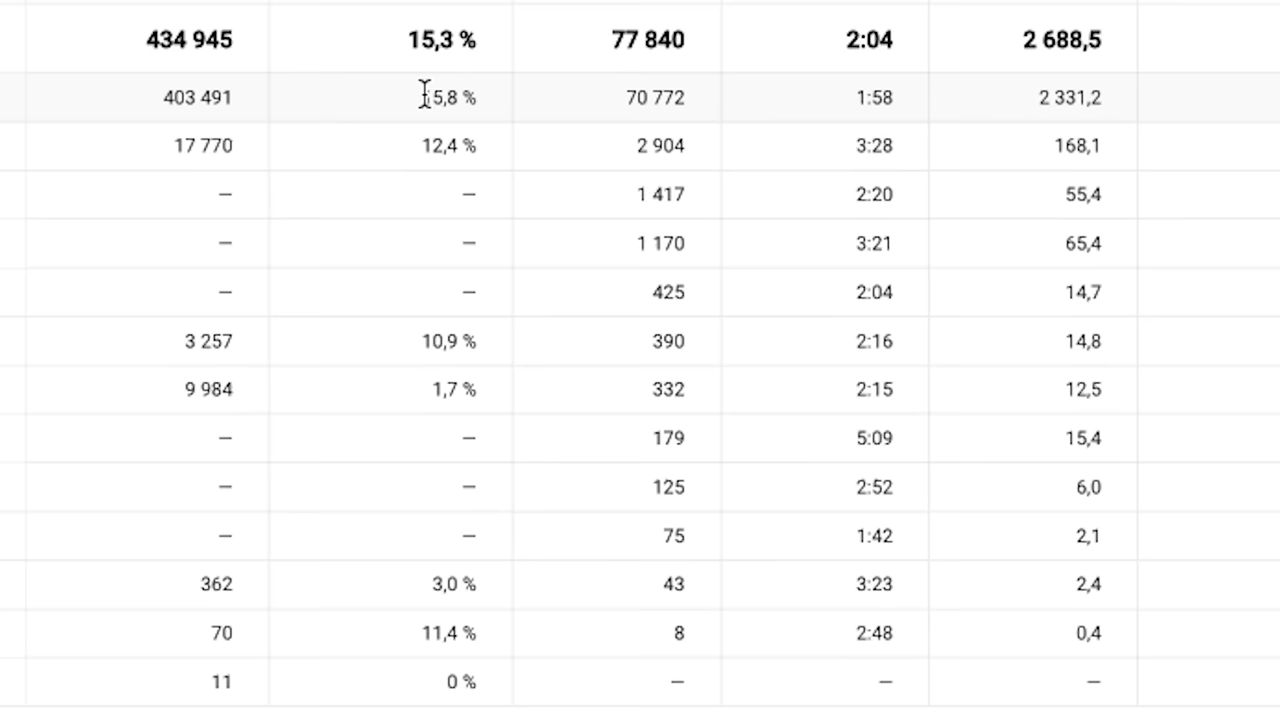 434 945 15,3 % 77 840 2:04 2 688,5
403 491 5,8 % 70 772 1:58 2 331,2
17 770 12,4 % 2 904 3:28 168,1
– – 1 417 2:20 55,4
– – 1 170 3:21 65,4
– – 425 2:04 14,7
3 257 10,9 % 390 2:16 14,8
9 984 1,7 % 332 2:15 12,5
– – 179 5:09 15,4
– – 125 2:52 6,0
– – 75 1:42 2,1
362 3,0 % 43 3:23 2,4
70 11,4 % 8 2:48 0,4
11 0 % – – –